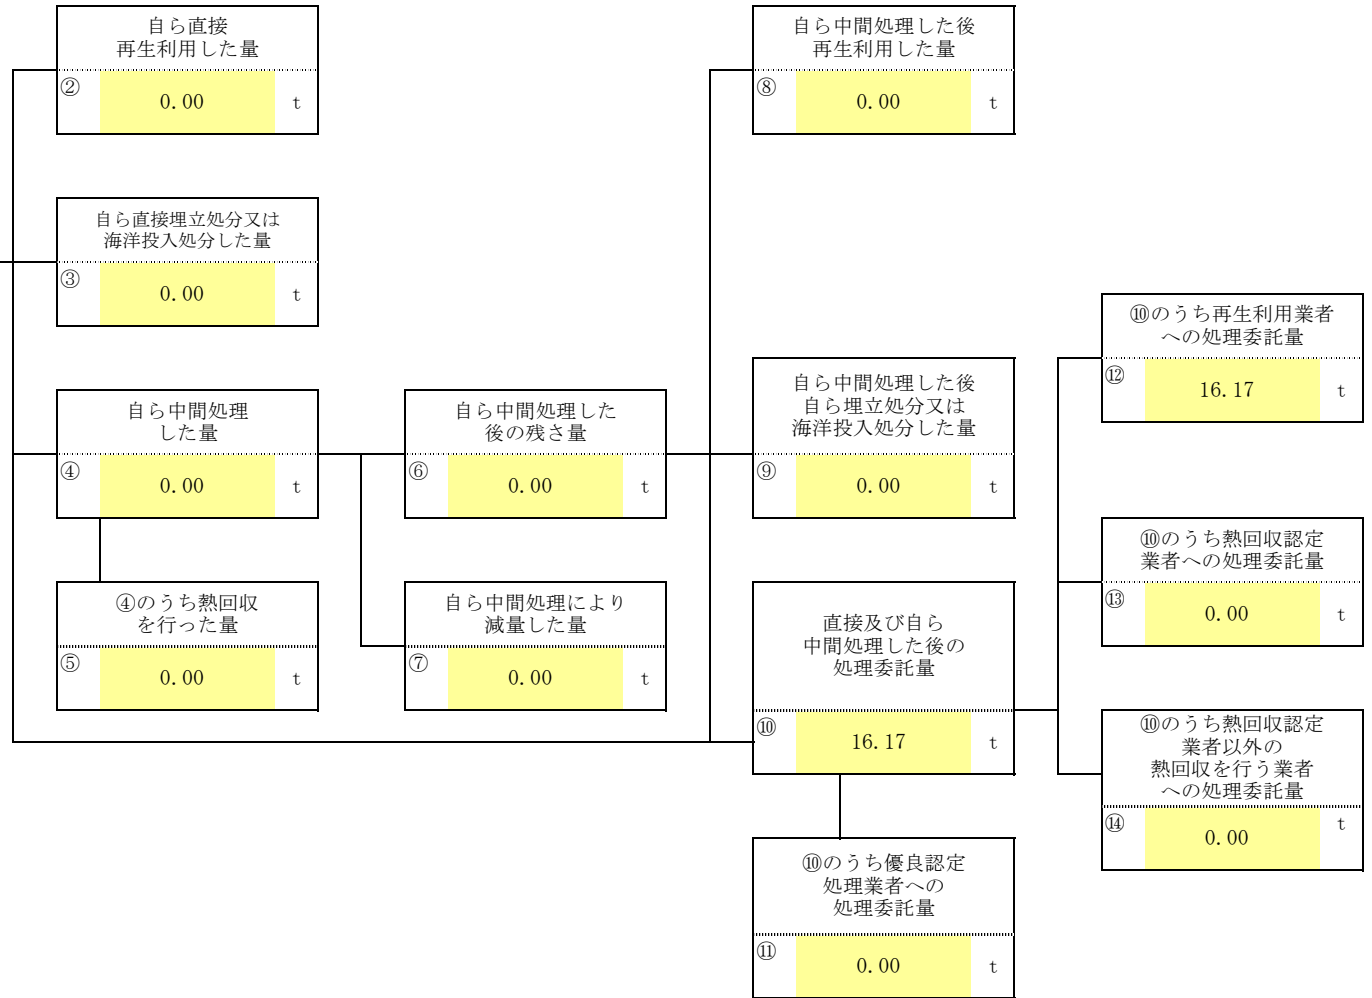 自ら直接
再生利用した量
② 0.00 t
自ら中間処理した後
再生利用した量
⑧ 0.00 t
自ら直接埋立処分又は
海洋投入処分した量
③ 0.00 t
⑩のうち再生利用業者
への処理委託量
⑫ 16.17 t
自ら中間処理
した量
④ 0.00 t
自ら中間処理した
後の残さ量
⑥ 0.00 t
自ら中間処理した後
自ら埋立処分又は
海洋投入処分した量
⑨ 0.00 t
⑩のうち熱回収認定
業者への処理委託量
⑬ 0.00 t
④のうち熱回収
を行った量
⑤ 0.00 t
自ら中間処理により
減量した量
⑦ 0.00 t
直接及び自ら
中間処理した後の
処理委託量
⑩ 16.17 t
⑩のうち熱回収認定
業者以外の
熱回収を行う業者
への処理委託量
⑭ 0.00 t
⑩のうち優良認定
処理業者への
処理委託量
⑪ 0.00 t